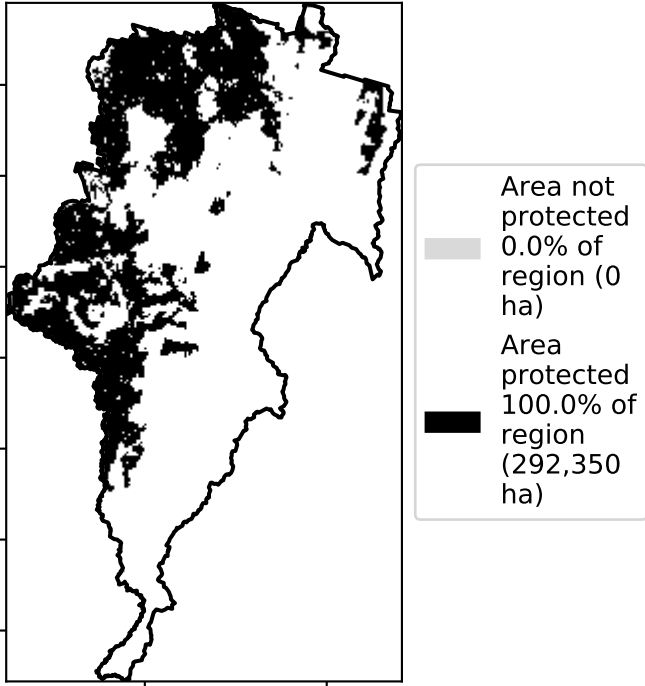 Area not
protected
0.0% of
region (0
ha)
Area
protected
100.0% of
region
(292,350
ha)